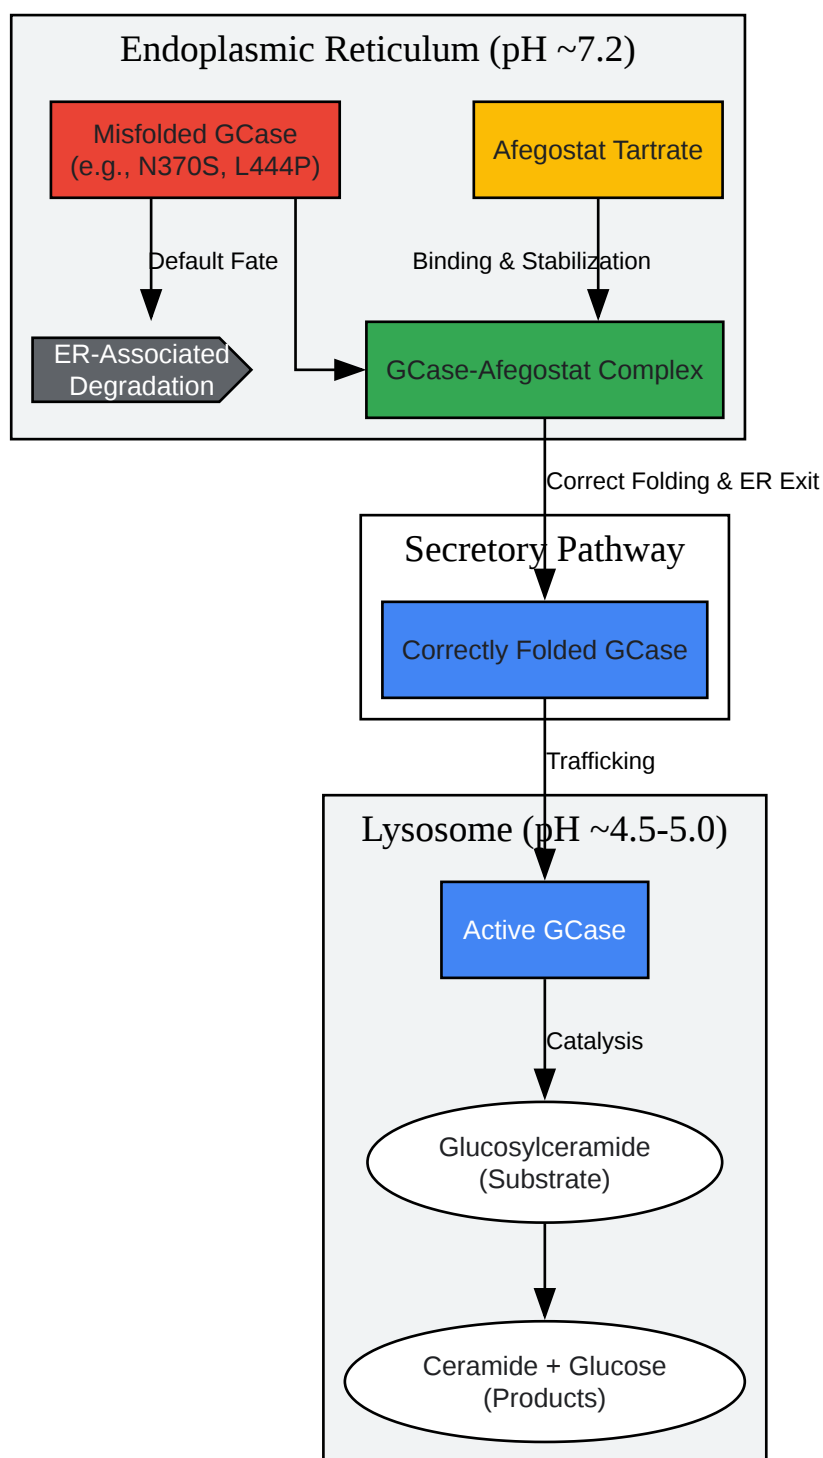 Endoplasmic Reticulum (pH ~7.2)
Misfolded GCase
(e.g., N370S, L444P)
Afegostat Tartrate
Default Fate
Binding & Stabilization
ER-Associated
Degradation
GCase-Afegostat Complex
Correct Folding & ER Exit
Secretory Pathway
Correctly Folded GCase
Trafficking
Lysosome (pH ~4.5-5.0)
Active GCase
Catalysis
Glucosylceramide
(Substrate)
Ceramide + Glucose
(Products)